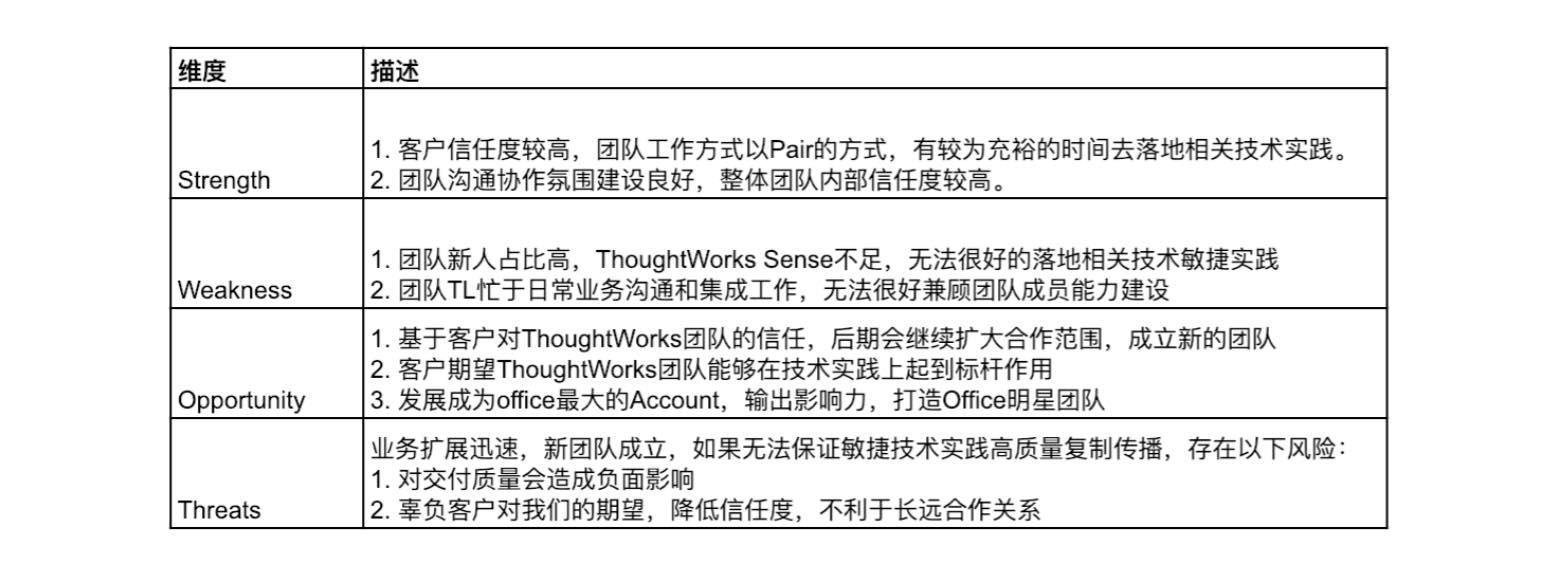 维度 描述
Strength
1. 客户信任度较高，团队工作方式以Pair的方式，有较为充裕的时间去落地相关技术实践。
2. 团队沟通协作氛围建设良好，整体团队内部信任度较高。
Weakness
1. 团队新人占比高，ThoughtWorks Sense不足，无法很好的落地相关技术敏捷实践
2. 团队TL忙于日常业务沟通和集成工作，无法很好兼顾团队成员能力建设
Opportunity
1. 基于客户对ThoughtWorks团队的信任，后期会继续扩大合作范围，成立新的团队
2. 客户期望ThoughtWorks团队能够在技术实践上起到标杆作用
3. 发展成为office最大的Account，输出影响力，打造Office明星团队
Threats
业务扩展迅速，新团队成立，如果无法保证敏捷技术实践高质量复制传播，存在以下风险：
1. 对交付质量会造成负面影响
2. 辜负客户对我们的期望，降低信任度，不利于长远合作关系